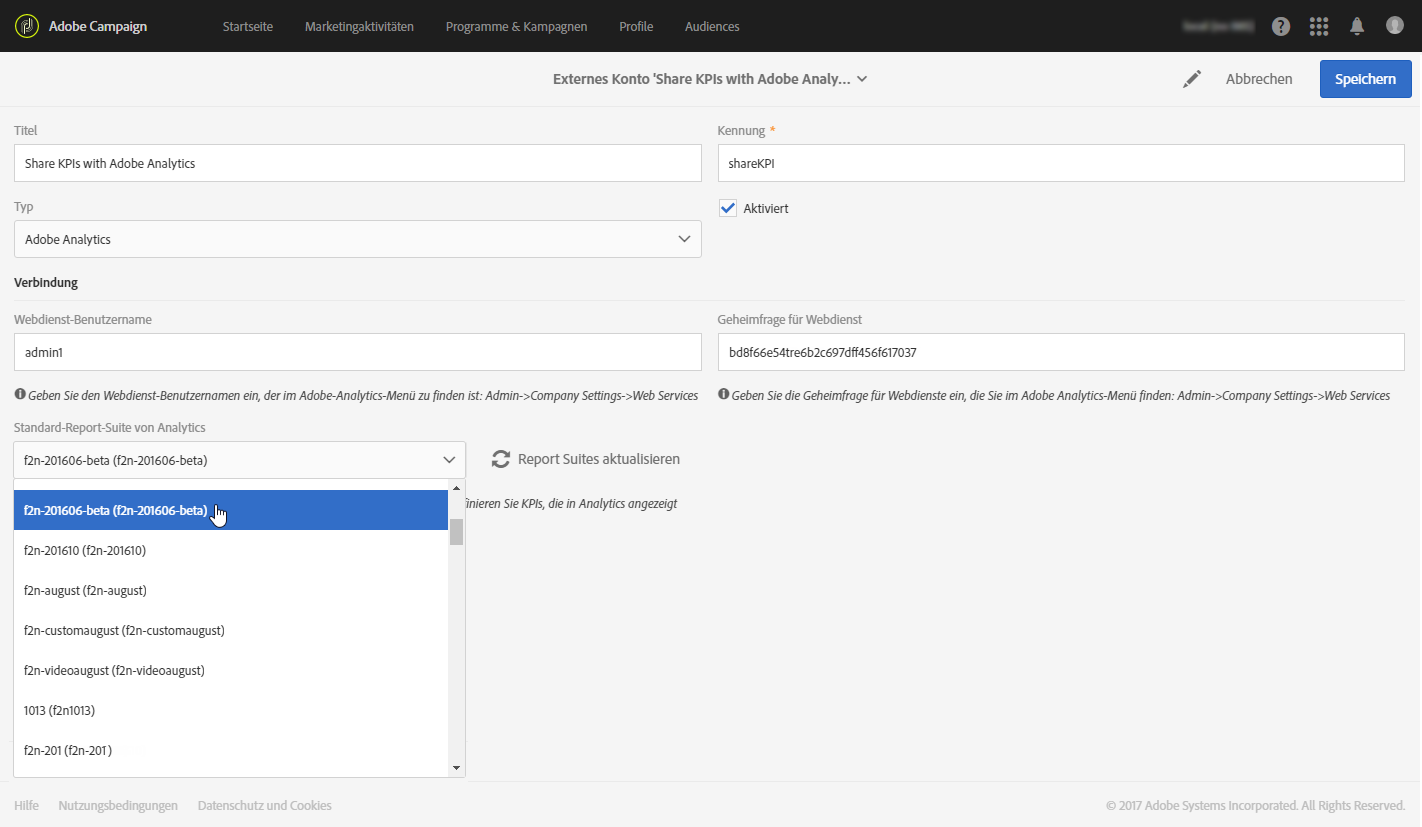 Adobe Campaign Startseite Marketingaktivitäten Programme & Kampagnen Profile Audiences
Externes Konto 'Share KPIs with Adobe Analy… Abbrechen Speichern
Titel
Share KPIs with Adobe Analytics
Kennung *
shareKPI
Typ
Adobe Analytics
Aktiviert
Verbindung
Webdienst-Benutzername
admin1
Geben Sie den Webdienst-Benutzernamen ein, der im Adobe-Analytics-Menü zu finden ist: Admin->Company Settings->Web Services
Geheimfrage für Webdienst
bd8f66e54tre6b2c697dff456f617037
Geben Sie die Geheimfrage für Webdienste ein, die Sie im Adobe Analytics-Menü finden: Admin->Company Settings->Web Services
Standard-Report-Suite von Analytics
f2n-201606-beta (f2n-201606-beta)
Report Suites aktualisieren
finieren Sie KPIs, die in Analytics angezeigt
f2n-201606-beta (f2n-201606-beta)
f2n-201610 (f2n-201610)
f2n-august (f2n-august)
f2n-customaugust (f2n-customaugust)
f2n-videoaugust (f2n-videoaugust)
1013 (f2n1013)
f2n-201 (f2n-201)
Hilfe Nutzungsbedingungen Datenschutz und Cookies © 2017 Adobe Systems Incorporated. All Rights Reserved.